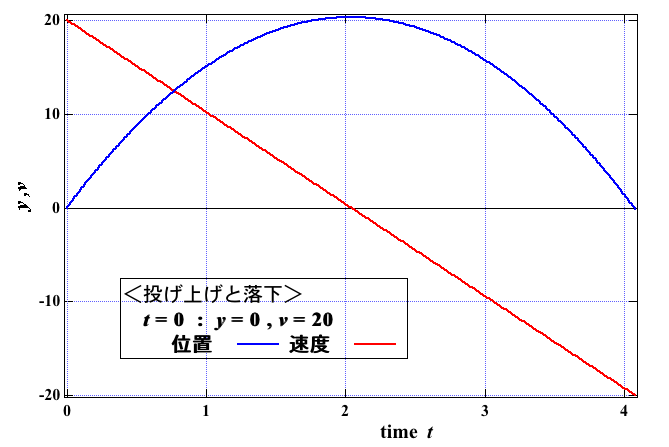 20
10
0
-10
-20
y ,v
<投げ上げと落下>
t = 0 : y = 0 , v = 20
位置 速度
0 1 2 3 4
time t